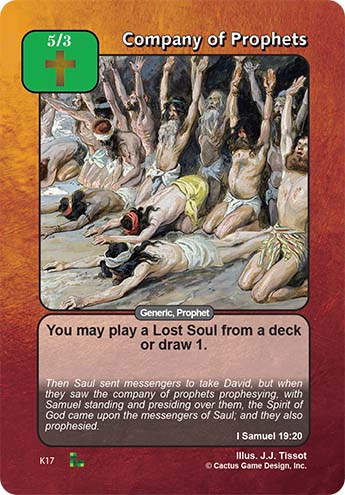 5/3
Company of Prophets
Generic, Prophet
You may play a Lost Soul from a deck
or draw 1.
Then Saul sent messengers to take David, but when
they saw the company of prophets prophesying, with
Samuel standing and presiding over them, the Spirit of
God came upon the messengers of Saul; and they also
prophesied.
I Samuel 19:20
Illus. J.J. Tissot
K17
© Cactus Game Design, Inc.